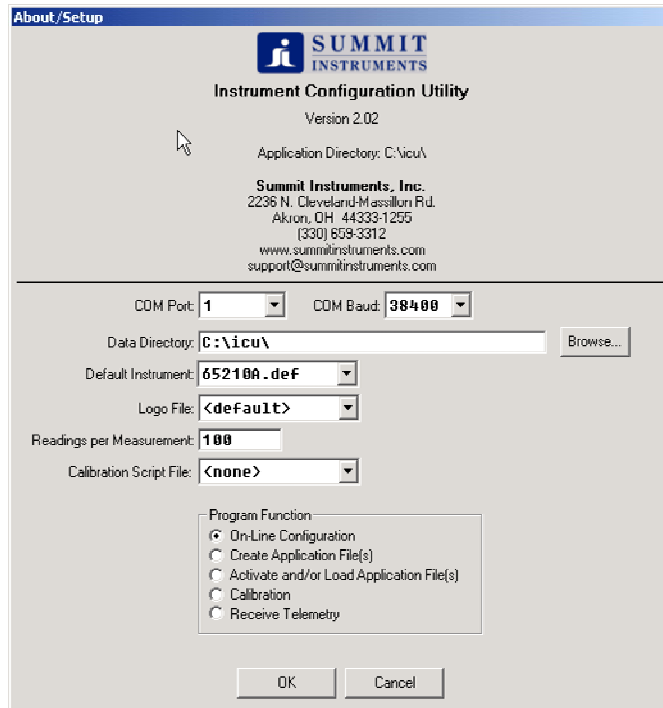 About/Setup
SUMMIT
INSTRUMENTS
Instrument Configuration Utility
Version 2.02
Application Directory: C:\icu\
Summit Instruments, Inc.
2236 N. Cleveland-Massillon Rd.
Akron, OH 44333-1255
(330) 659-3312
www.summitinstruments.com
support@summitinstruments.com
COM Port: 1 COM Baud: 38400
Data Directory: C:\icu\ Browse...
Default Instrument: 65210A.def
Logo File: <default>
Readings per Measurement: 100
Calibration Script File: <none>
Program Function
On-Line Configuration
Create Application File(s)
Activate and/or Load Application File(s)
Calibration
Receive Telemetry
OK Cancel